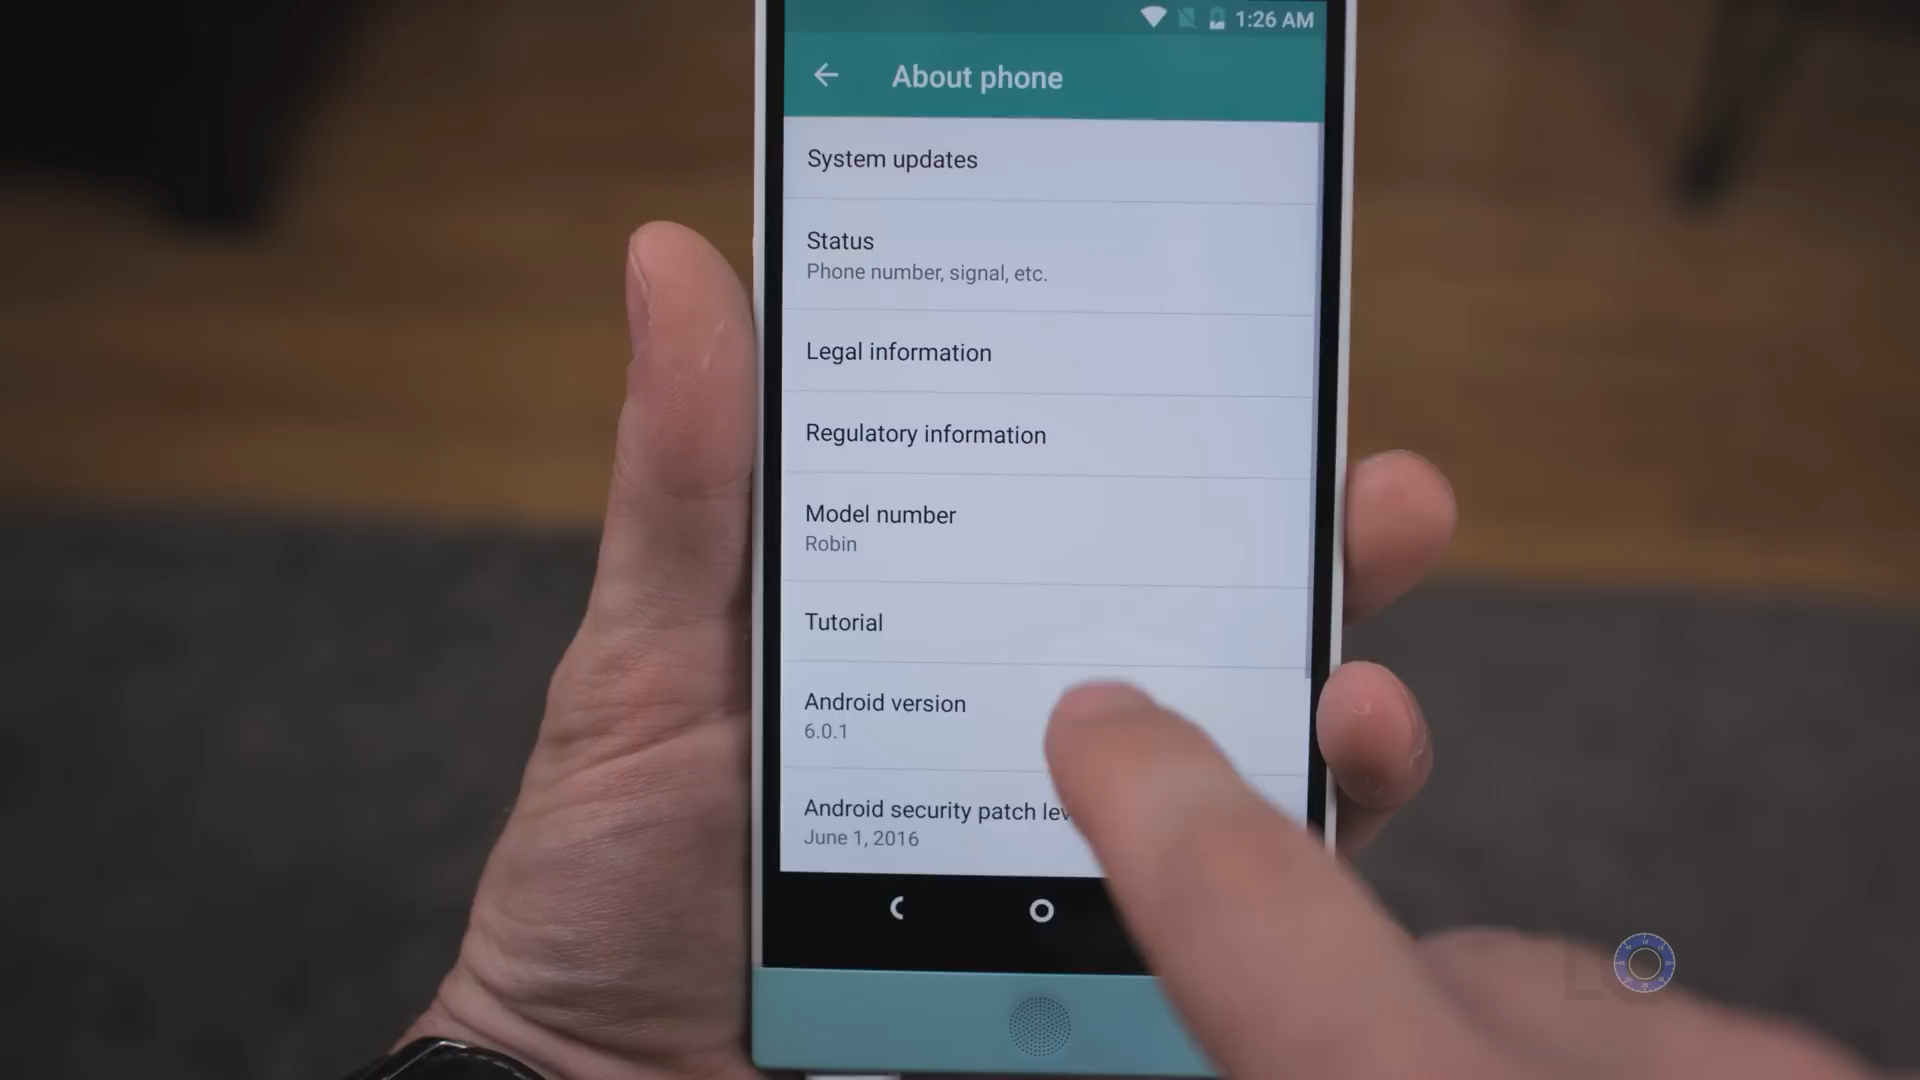 1:26 AM
About phone
System updates
Status
Phone number, signal, etc.
Legal information
Regulatory information
Model number
Robin
Tutorial
Android version
6.0.1
Android security patch lev
June 1, 2016